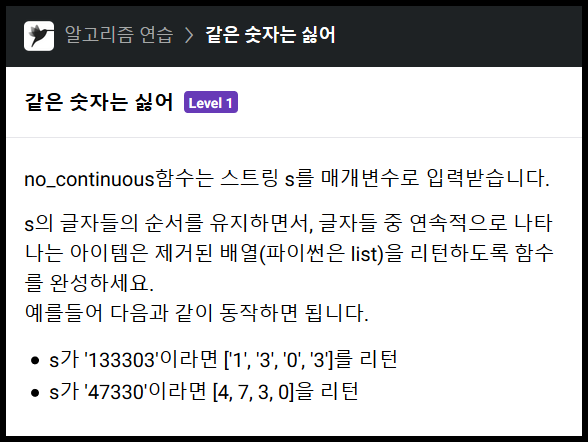 알고리즘 연습 > 같은 숫자는 싫어
같은 숫자는 싫어 Level 1
no_continuous함수는 스트링 s를 매개변수로 입력받습니다.
s의 글자들의 순서를 유지하면서, 글자들 중 연속적으로 나타
나는 아이템은 제거된 배열(파이썬은 list)을 리턴하도록 함수
를 완성하세요.
예를들어 다음과 같이 동작하면 됩니다.
• s가 '133303'이라면 ['1', '3', '0', '3']를 리턴
• s가 '47330'이라면 [4, 7, 3, 0]을 리턴